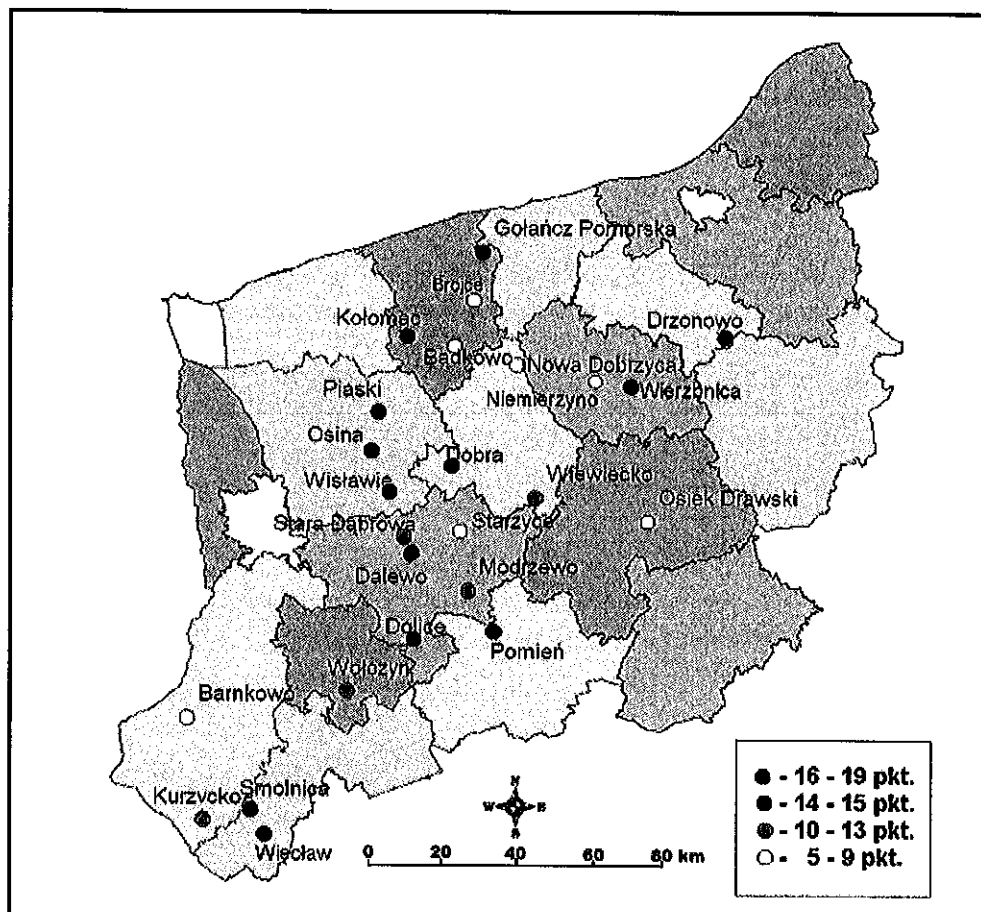 Gołańcz Pomorska
Brojce
Kołomąc
Drzonowo
Bądkowo
Nowa Dobrzyca
Piaski
Niemierzyno
Wierzbnica
Osina
Dobra
Wisławie
Wiewiecko
Osiek Drawski
Stara Dąbrowa
Starzyce
Dalewo
Modrzewo
Dolice
Pomień
Wołczyn
Barnkowo
Smolnica
Kurzycko
Więcław
N
W E
S
0 20 40 60 80 km
- 16 - 19 pkt.
- 14 - 15 pkt.
- 10 - 13 pkt.
- 5 - 9 pkt.